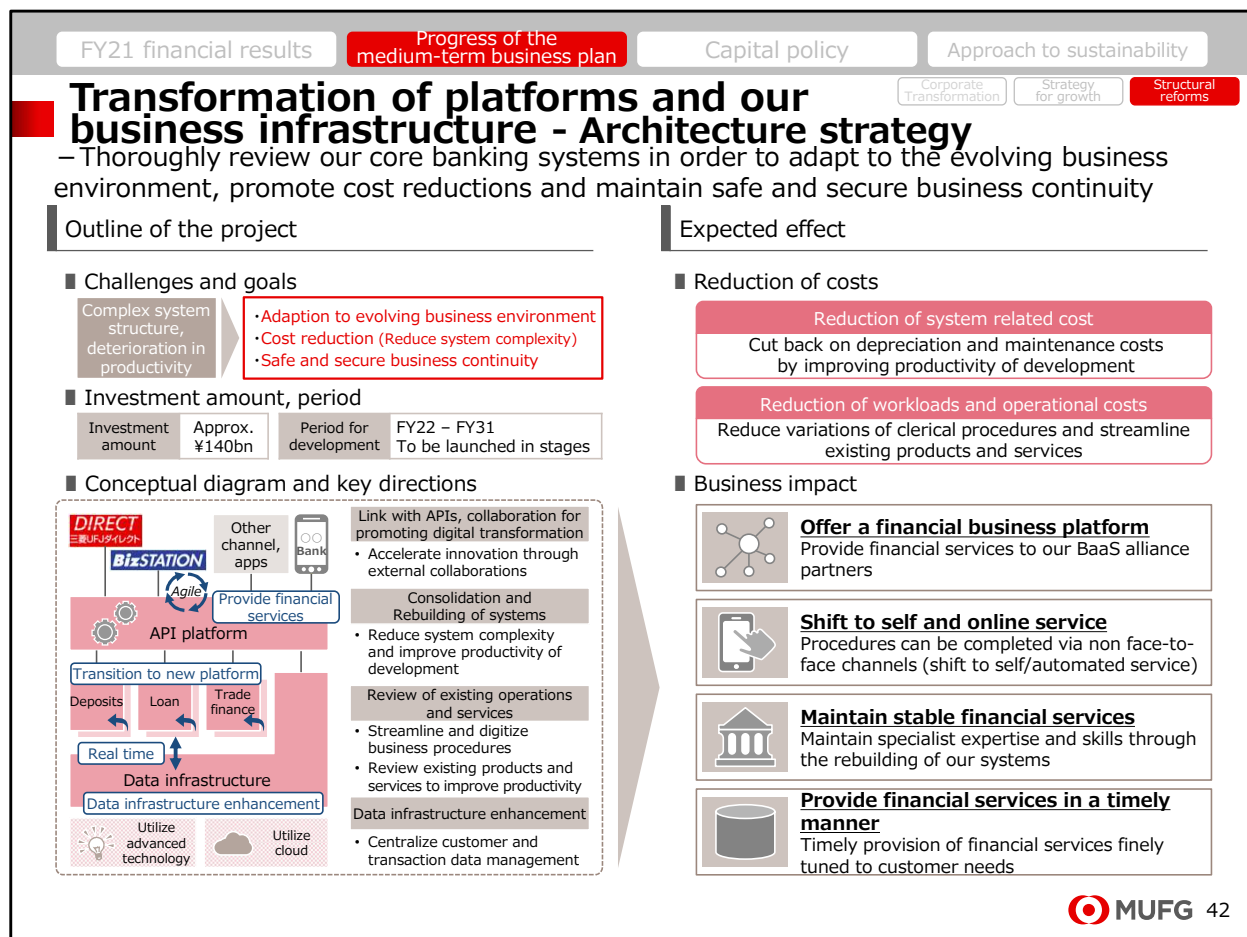 FY21 financial results
Progress of the
medium-term business plan
Capital policy
Approach to sustainability
Corporate
Transformation
Strategy
for growth
Structural
reforms
Transformation of platforms and our
business infrastructure - Architecture strategy
−Thoroughly review our core banking systems in order to adapt to the evolving business
environment, promote cost reductions and maintain safe and secure business continuity
Outline of the project
■ Challenges and goals
Complex system
structure,
deterioration in
productivity
・Adaption to evolving business environment
・Cost reduction (Reduce system complexity)
・Safe and secure business continuity
■ Investment amount, period
Investment
amount
Approx.
¥140bn
Period for
development
FY22 – FY31
To be launched in stages
■ Conceptual diagram and key directions
DIRECT
三菱UFJダイレクト
BizSTATION
Other
channel,
apps
○○
Bank
Agile
Provide financial
services
API platform
Transition to new platform
Deposits
Loan
Trade
finance
Real time
Data infrastructure
Data infrastructure enhancement
Utilize
advanced
technology
Utilize
cloud
Link with APIs, collaboration for
promoting digital transformation
• Accelerate innovation through
external collaborations
Consolidation and
Rebuilding of systems
• Reduce system complexity
and improve productivity of
development
Review of existing operations
and services
• Streamline and digitize
business procedures
• Review existing products and
services to improve productivity
Data infrastructure enhancement
• Centralize customer and
transaction data management
Expected effect
■ Reduction of costs
Reduction of system related cost
Cut back on depreciation and maintenance costs
by improving productivity of development
Reduction of workloads and operational costs
Reduce variations of clerical procedures and streamline
existing products and services
■ Business impact
Offer a financial business platform
Provide financial services to our BaaS alliance
partners
Shift to self and online service
Procedures can be completed via non face-to-
face channels (shift to self/automated service)
Maintain stable financial services
Maintain specialist expertise and skills through
the rebuilding of our systems
Provide financial services in a timely
manner
Timely provision of financial services finely
tuned to customer needs
MUFG 42